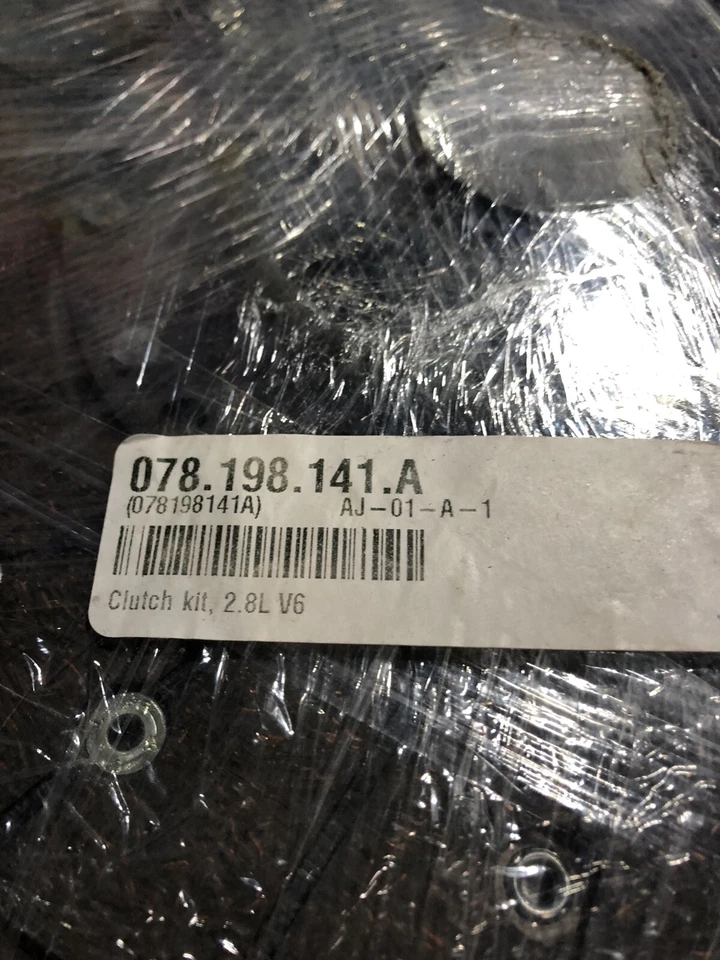 078.198.141.A
(078198141A) AJ-01-A-1
Clutch kit, 2.8L V6